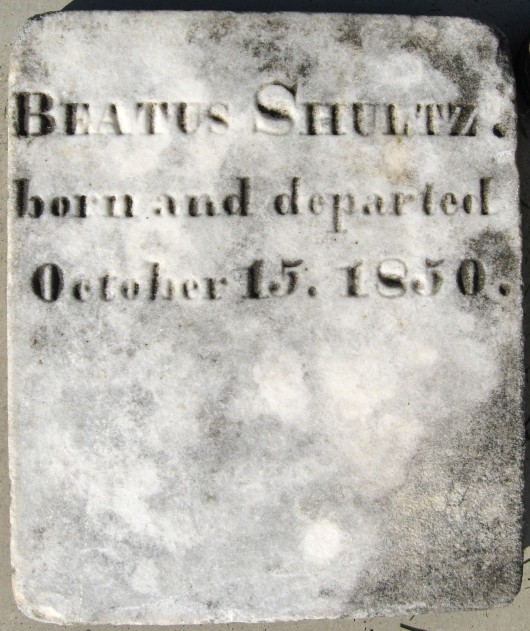 BEATUS SHULTZ.
born and departed
October 15. 1850.